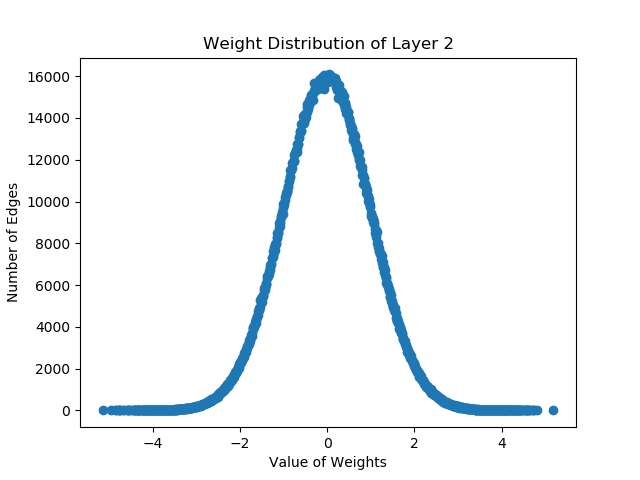 Weight Distribution of Layer 2
Number of Edges
16000
14000
12000
10000
8000
6000
4000
2000
0
−4 −2 0 2 4
Value of Weights